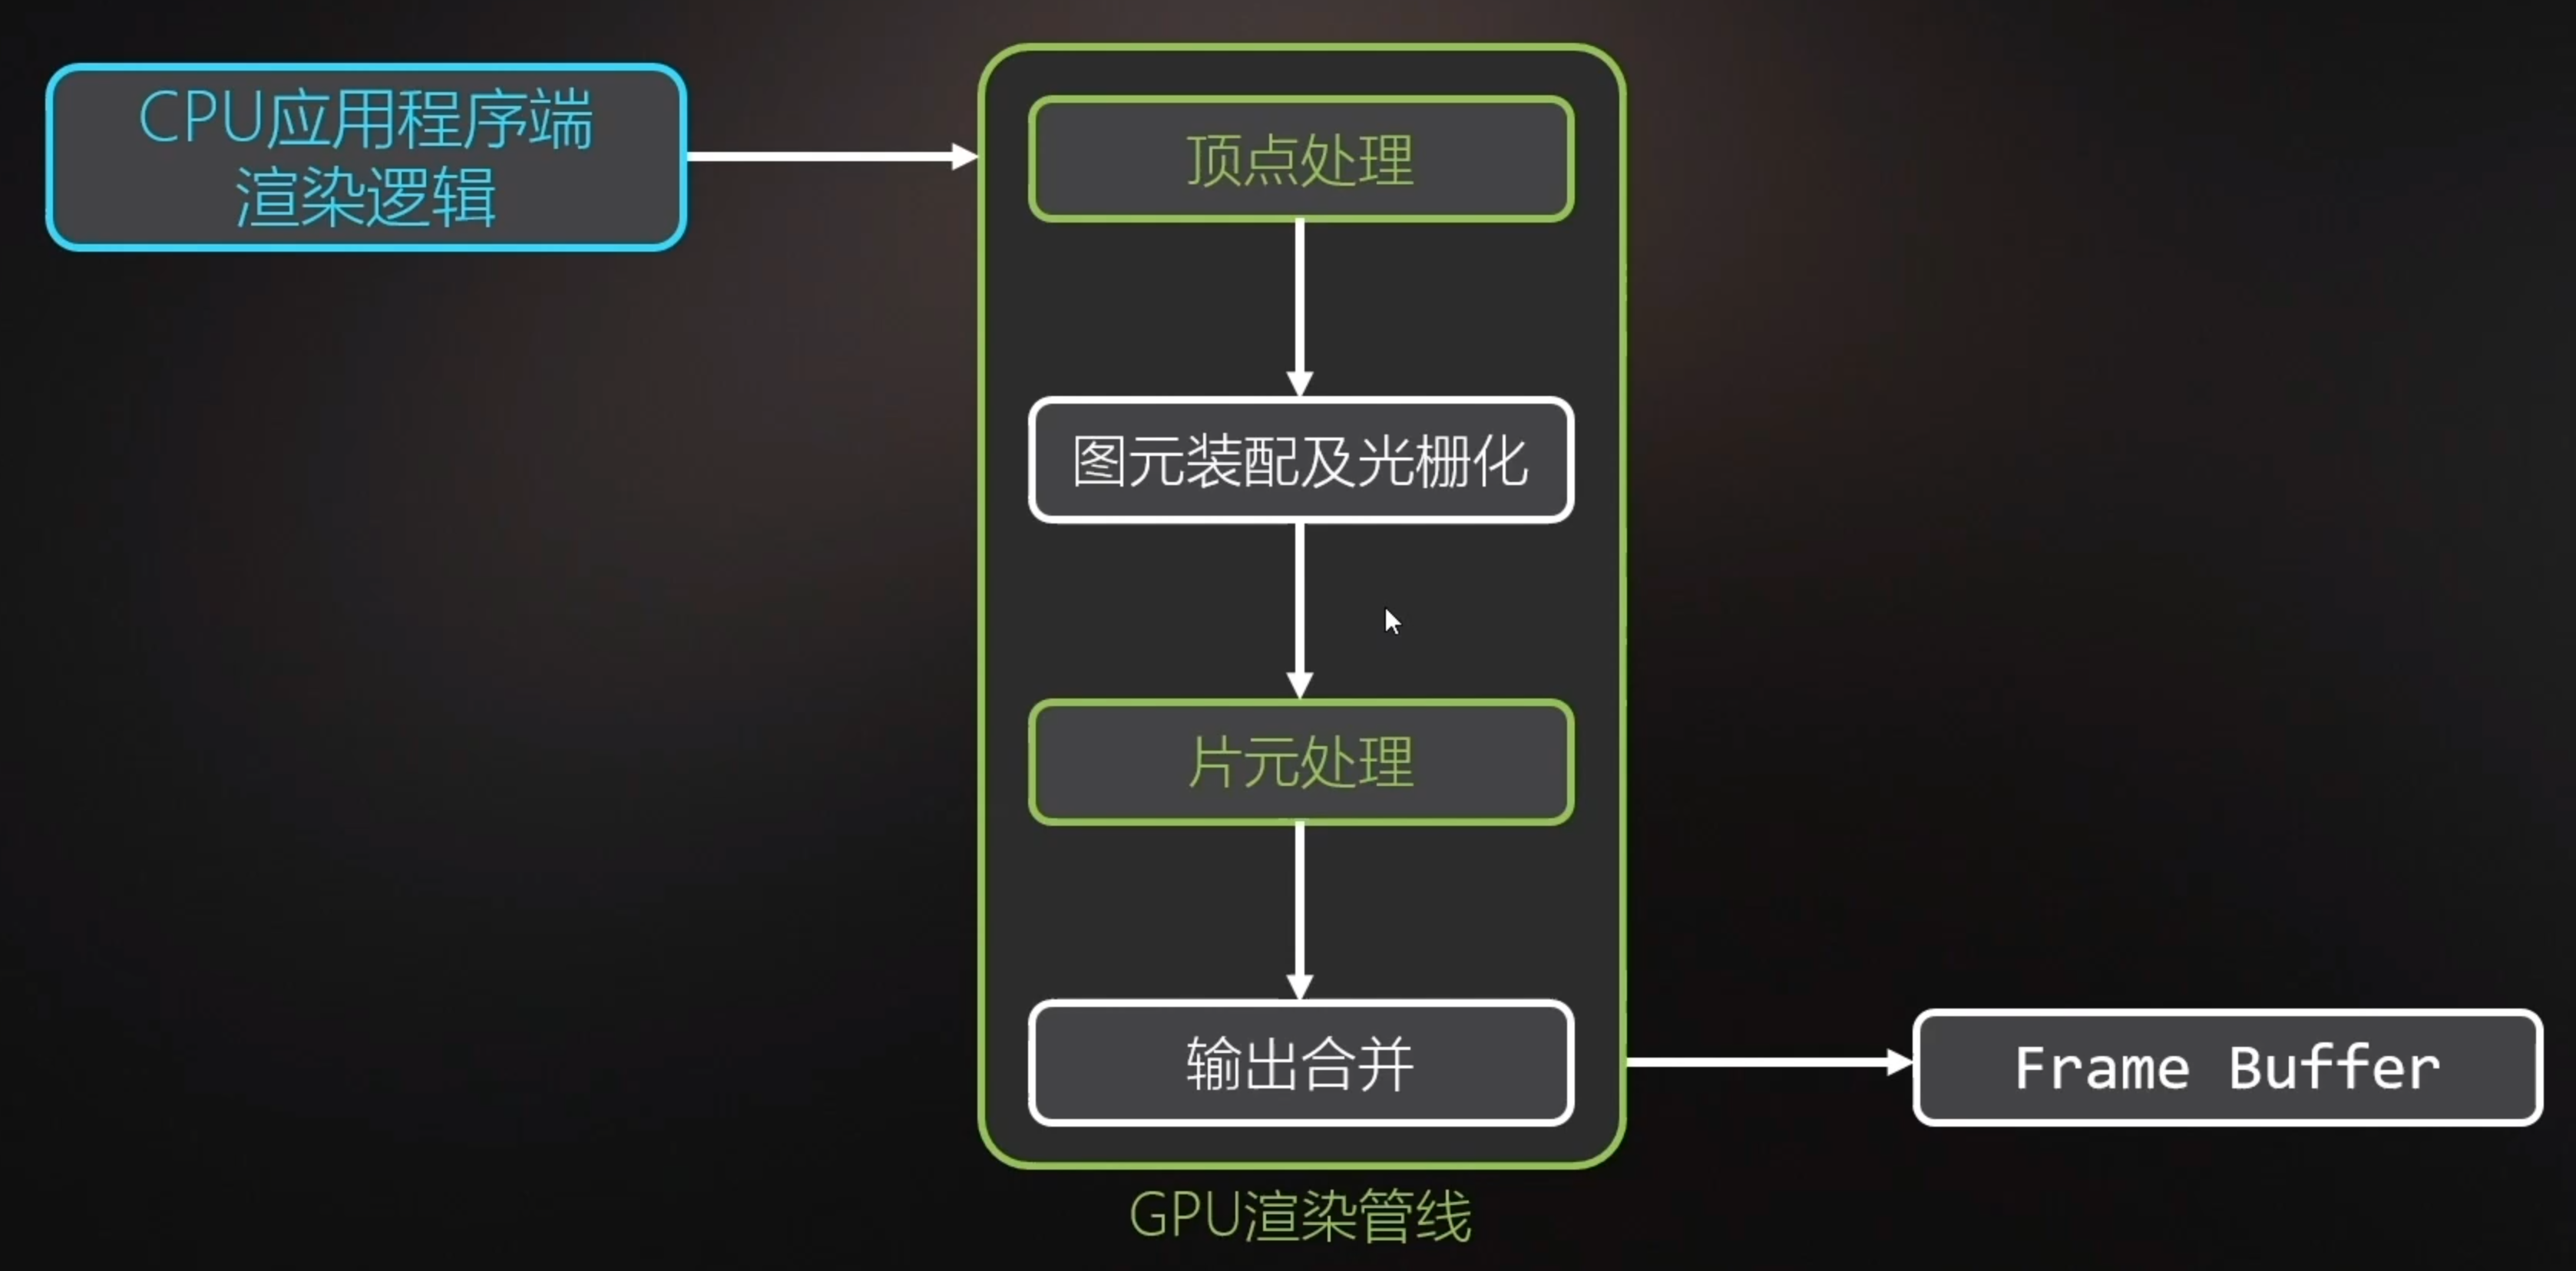 CPU应用程序端
渲染逻辑
顶点处理
图元装配及光栅化
片元处理
输出合并
Frame Buffer
GPU渲染管线